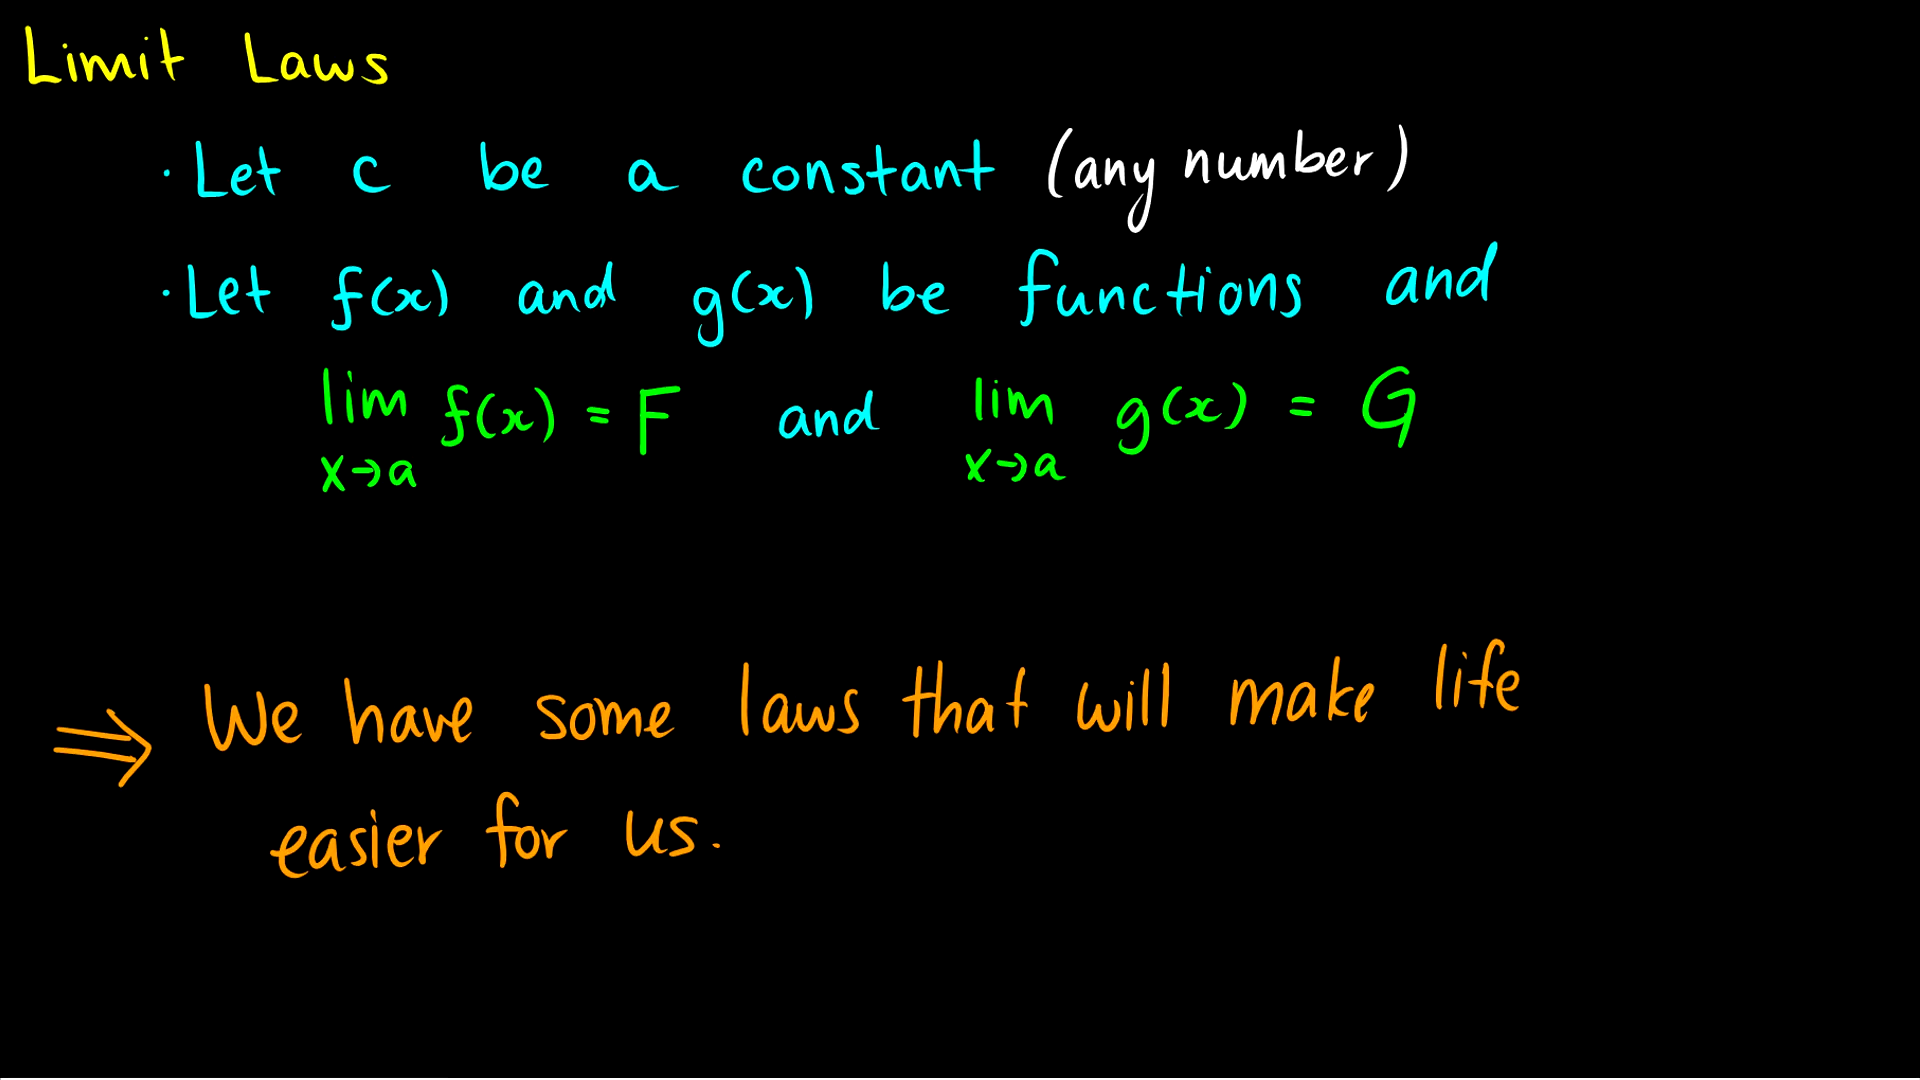 Limit Laws
· Let c be a constant (any number)
· Let f(x) and g(x) be functions and
lim f(x) = F and lim g(x) = G
x→a x→a
⇒ We have some laws that will make life
easier for us.